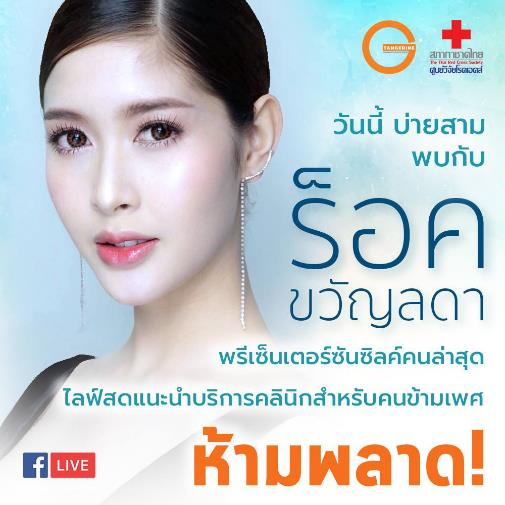 TANGERINE
สภากาชาดไทย
The Thai Red Cross Society
ศูนย์วิจัยโรคเอดส์
วันนี้ บ่ายสาม
พบกับ
ร็อค
ขวัญลดา
พรีเซ็นเตอร์ซันซิลค์คนล่าสุด
ไลฟ์สดแนะนำบริการคลินิกสำหรับคนข้ามเพศ
f LIVE
ห้ามพลาด!